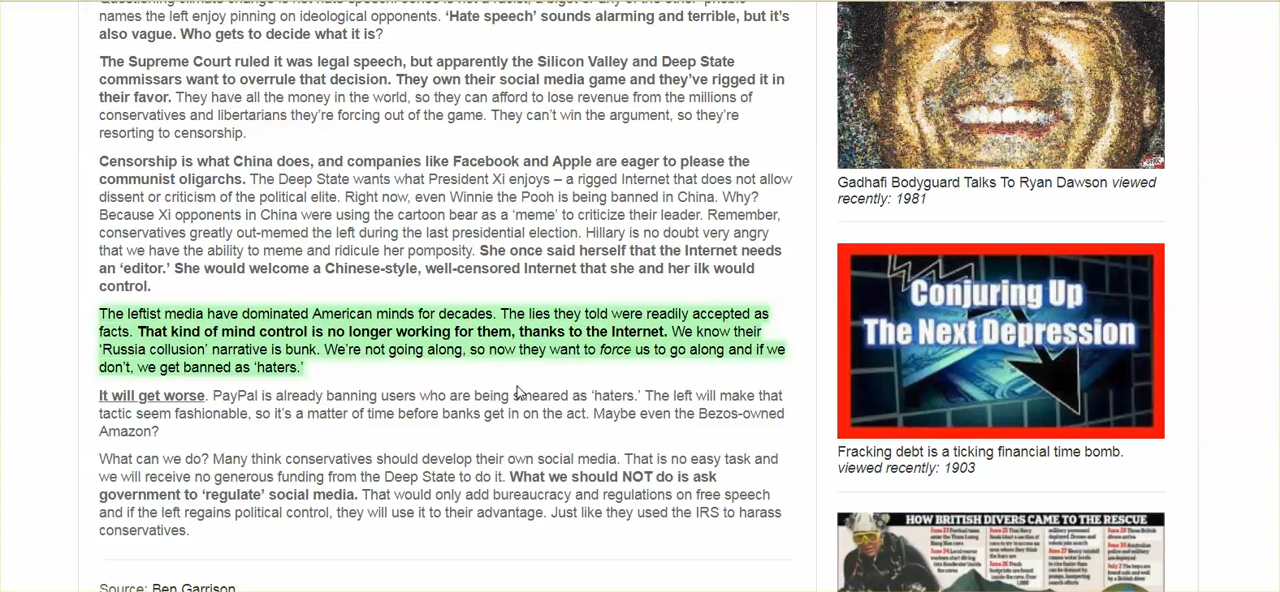 names the left enjoy pinning on ideological opponents. ‘Hate speech’ sounds alarming and terrible, but it’s
also vague. Who gets to decide what it is?
The Supreme Court ruled it was legal speech, but apparently the Silicon Valley and Deep State
commissars want to overrule that decision. They own their social media game and they’ve rigged it in
their favor. They have all the money in the world, so they can afford to lose revenue from the millions of
conservatives and libertarians they’re forcing out of the game. They can’t win the argument, so they’re
resorting to censorship.
Censorship is what China does, and companies like Facebook and Apple are eager to please the
communist oligarchs. The Deep State wants what President Xi enjoys – a rigged Internet that does not allow
dissent or criticism of the political elite. Right now, even Winnie the Pooh is being banned in China. Why?
Because Xi opponents in China were using the cartoon bear as a ‘meme’ to criticize their leader. Remember,
conservatives greatly out-memed the left during the last presidential election. Hillary is no doubt very angry
that we have the ability to meme and ridicule her pomposity. She once said herself that the Internet needs
an ‘editor.’ She would welcome a Chinese-style, well-censored Internet that she and her ilk would
control.
The leftist media have dominated American minds for decades. The lies they told were readily accepted as
facts. That kind of mind control is no longer working for them, thanks to the Internet. We know their
‘Russia collusion’ narrative is bunk. We’re not going along, so now they want to force us to go along and if we
don’t, we get banned as ‘haters.’
It will get worse. PayPal is already banning users who are being smeared as ‘haters.’ The left will make that
tactic seem fashionable, so it’s a matter of time before banks get in on the act. Maybe even the Bezos-owned
Amazon?
What can we do? Many think conservatives should develop their own social media. That is no easy task and
we will receive no generous funding from the Deep State to do it. What we should NOT do is ask
government to ‘regulate’ social media. That would only add bureaucracy and regulations on free speech
and if the left regains political control, they will use it to their advantage. Just like they used the IRS to harass
conservatives.
Source: Ben Garrison
Gadhafi Bodyguard Talks To Ryan Dawson viewed
recently: 1981
Conjuring Up
The Next Depression
Fracking debt is a ticking financial time bomb.
viewed recently: 1903
HOW BRITISH DIVERS CAME TO THE RESCUE